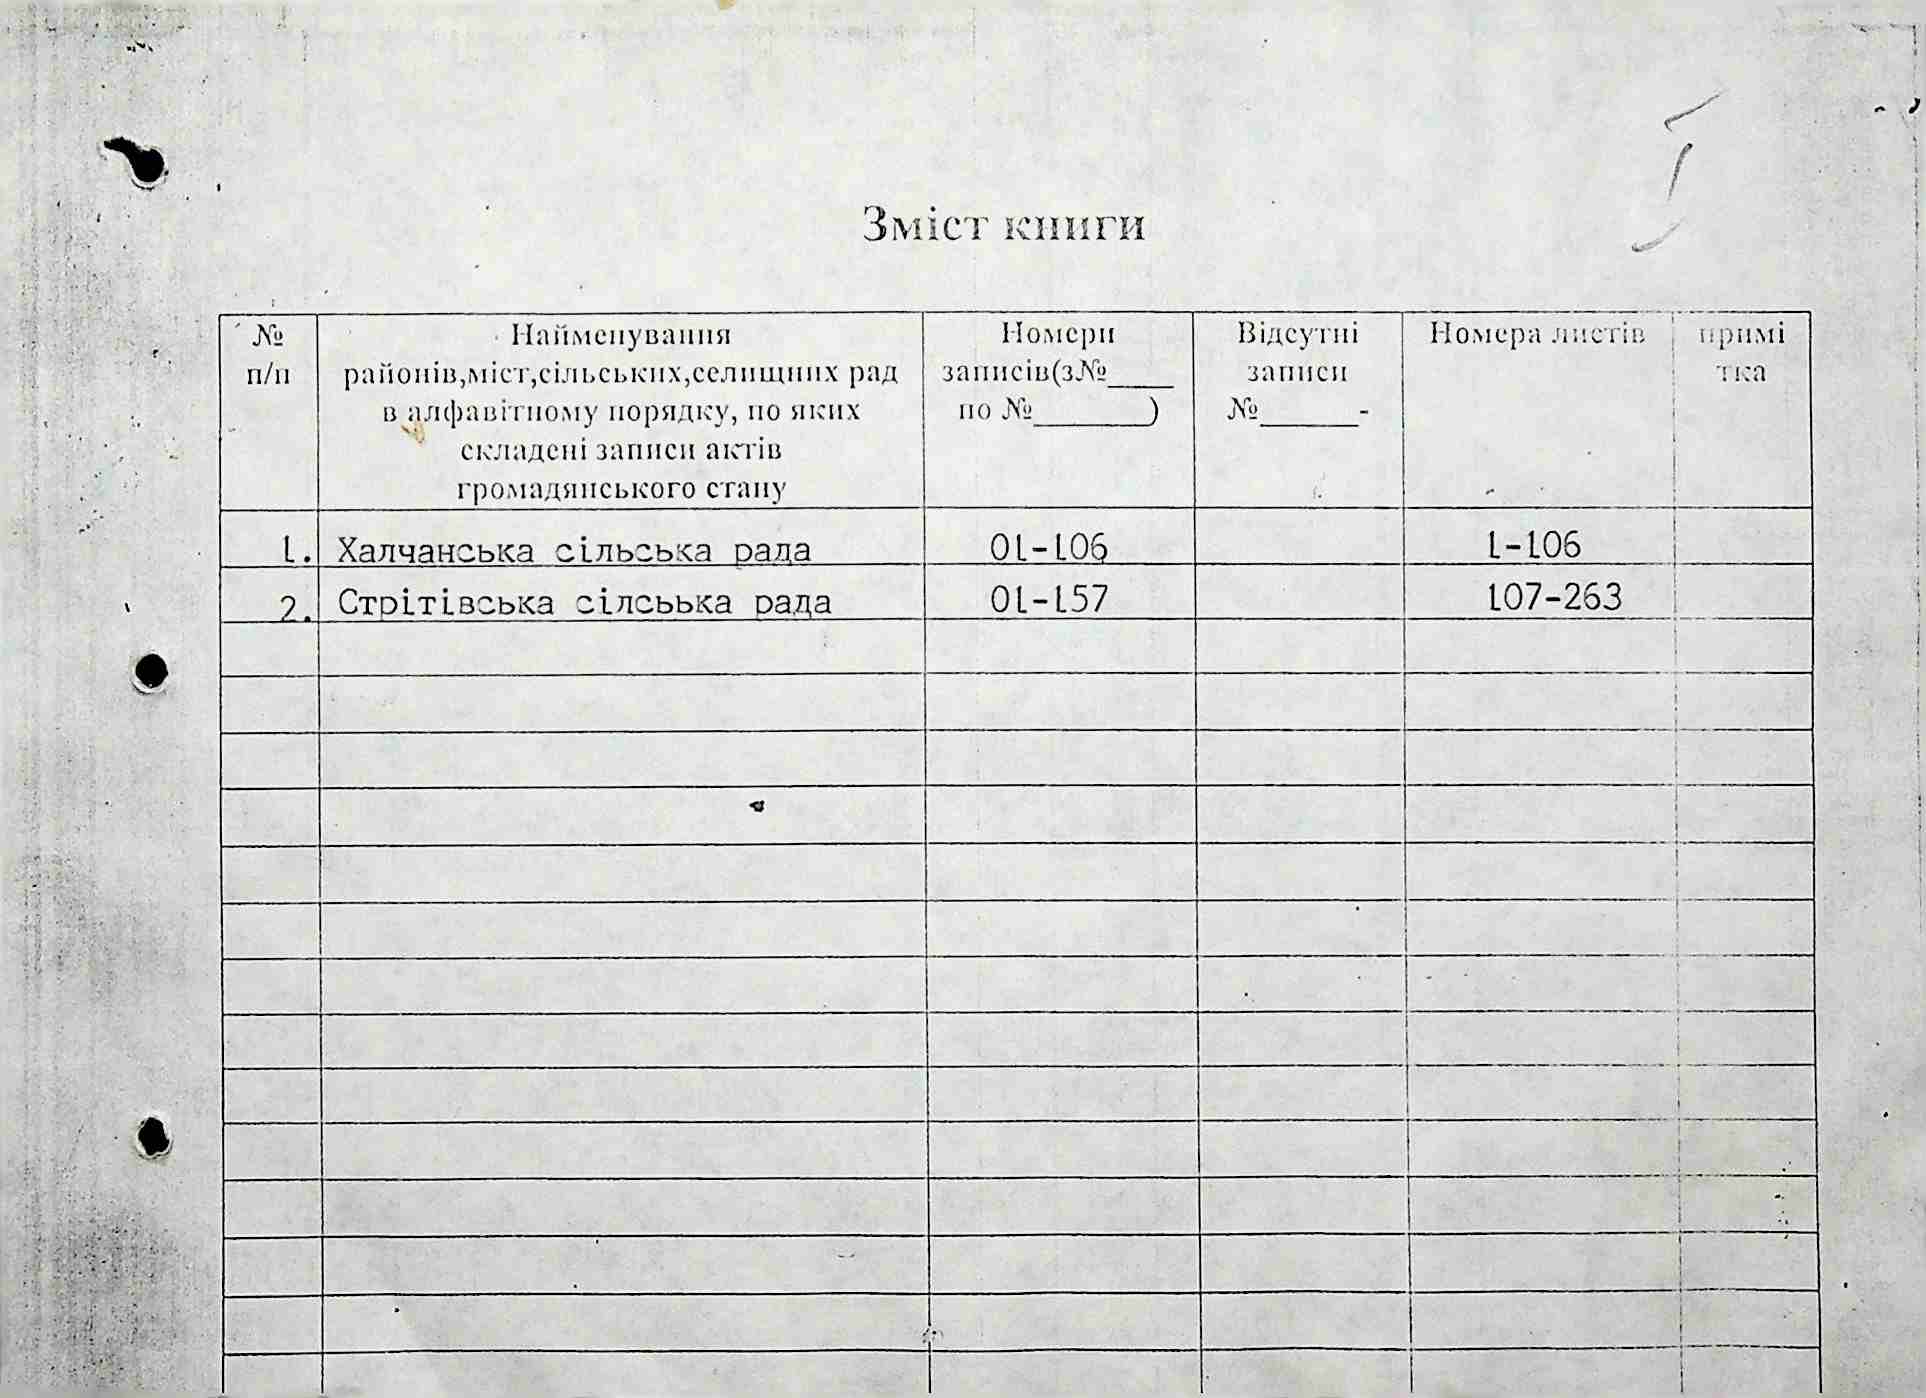 Зміст книги
№ п/п
Найменування
районів,міст,сільських,селищних рад
в алфавітному порядку, по яких
складені записи актів
громадянського стану
Номери
записів(з№____
по №_______)
Відсутні
записи
№______-
Номера листів
примі
тка
1. Халчанська сільська рада 01-106 1-106
2. Стрітівська сілсьька рада 01-157 107-263